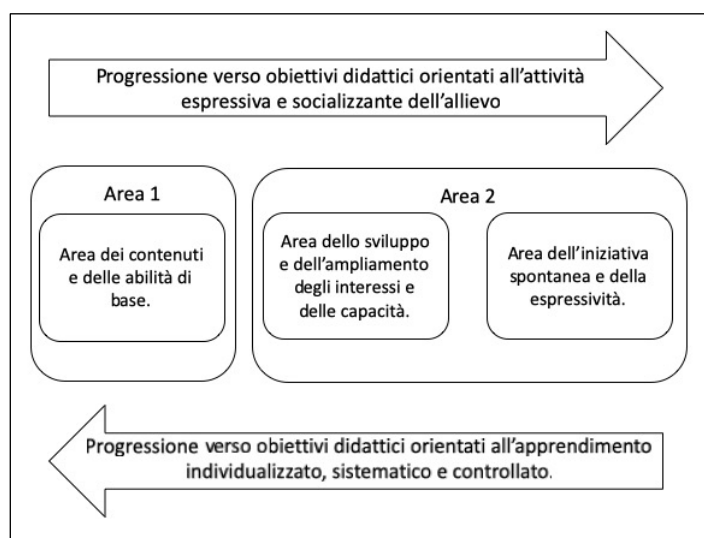 Progressione verso obiettivi didattici orientati all'attività
espressiva e socializzante dell'allievo
Area 1
Area dei contenuti
e delle abilità di
base.
Area 2
Area dello sviluppo
e dell'ampliamento
degli interessi e
delle capacità.
Area dell'iniziativa
spontanea e della
espressività.
Progressione verso obiettivi didattici orientati all'apprendimento
individualizzato, sistematico e controllato.